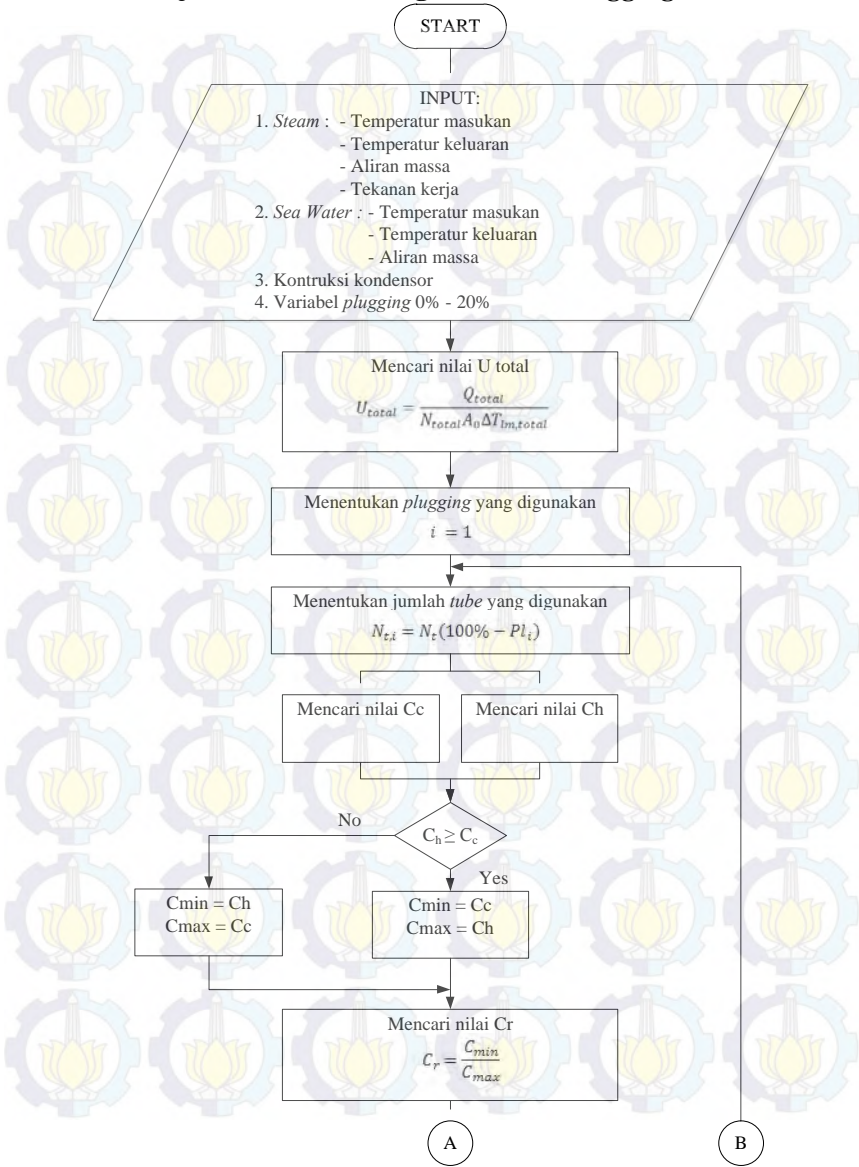 START
INPUT:
1. Steam : - Temperatur masukan
- Temperatur keluaran
- Aliran massa
- Tekanan kerja
2. Sea Water : - Temperatur masukan
- Temperatur keluaran
- Aliran massa
3. Kontruksi kondensor
4. Variabel plugging 0% - 20%
Mencari nilai U total
U_total = Q_total / N_total A_0 ΔT_lm,total
Menentukan plugging yang digunakan
i = 1
Menentukan jumlah tube yang digunakan
N_t,i = N_t(100% − Pl_i)
Mencari nilai Cc
Mencari nilai Ch
C_h ≥ C_c
No
Yes
Cmin = Ch
Cmax = Cc
Cmin = Cc
Cmax = Ch
Mencari nilai Cr
C_r = C_min / C_max
A
B